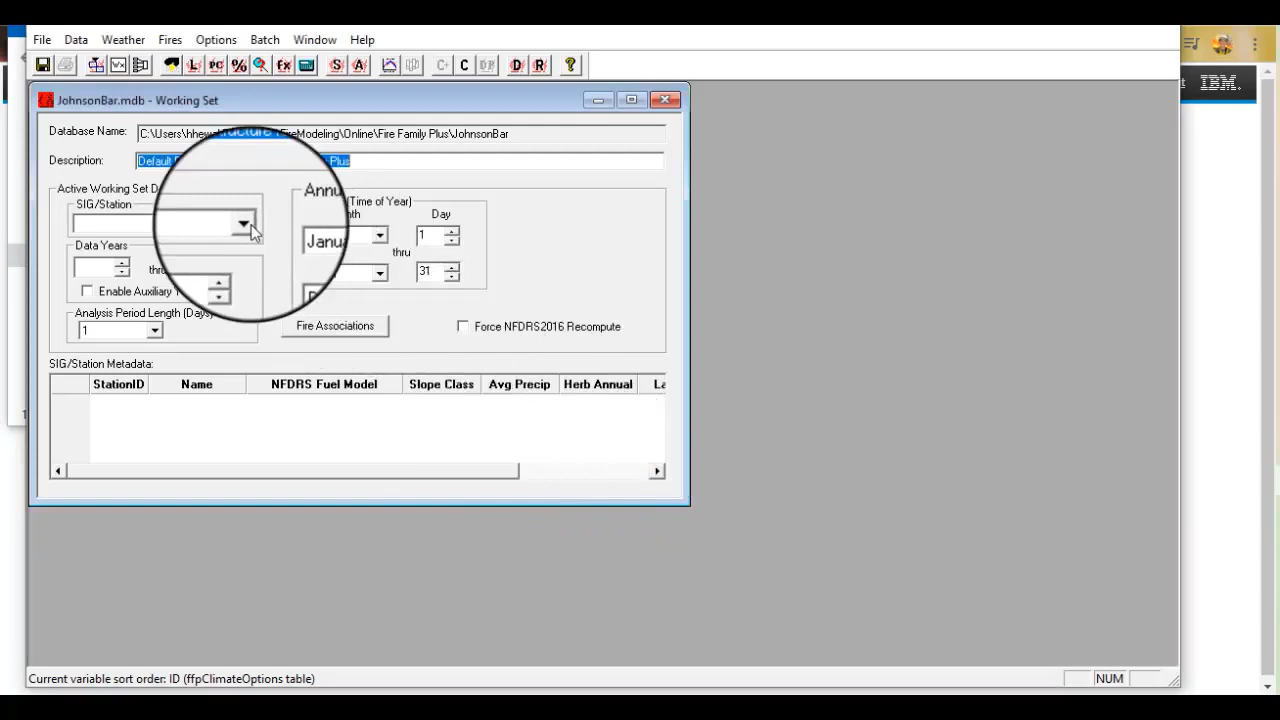 File Data Weather Fires Options Batch Window Help
JohnsonBar.mdb - Working Set
Database Name: C:\Users\hhew ructure FireModeling\Online\Fire Family Plus\JohnsonBar
Description: Default Plus
Active Working Set D
SIG/Station
Annu (Time of Year)
nth Day
Janu 1
thru
31
Data Years
thru
Enable Auxiliary Y
Analysis Period Length (Days)
1
Fire Associations
Force NFDRS2016 Recompute
SIG/Station Metadata:
StationID Name NFDRS Fuel Model Slope Class Avg Precip Herb Annual La
Current variable sort order: ID (ffpClimateOptions table)
NUM
IBM.